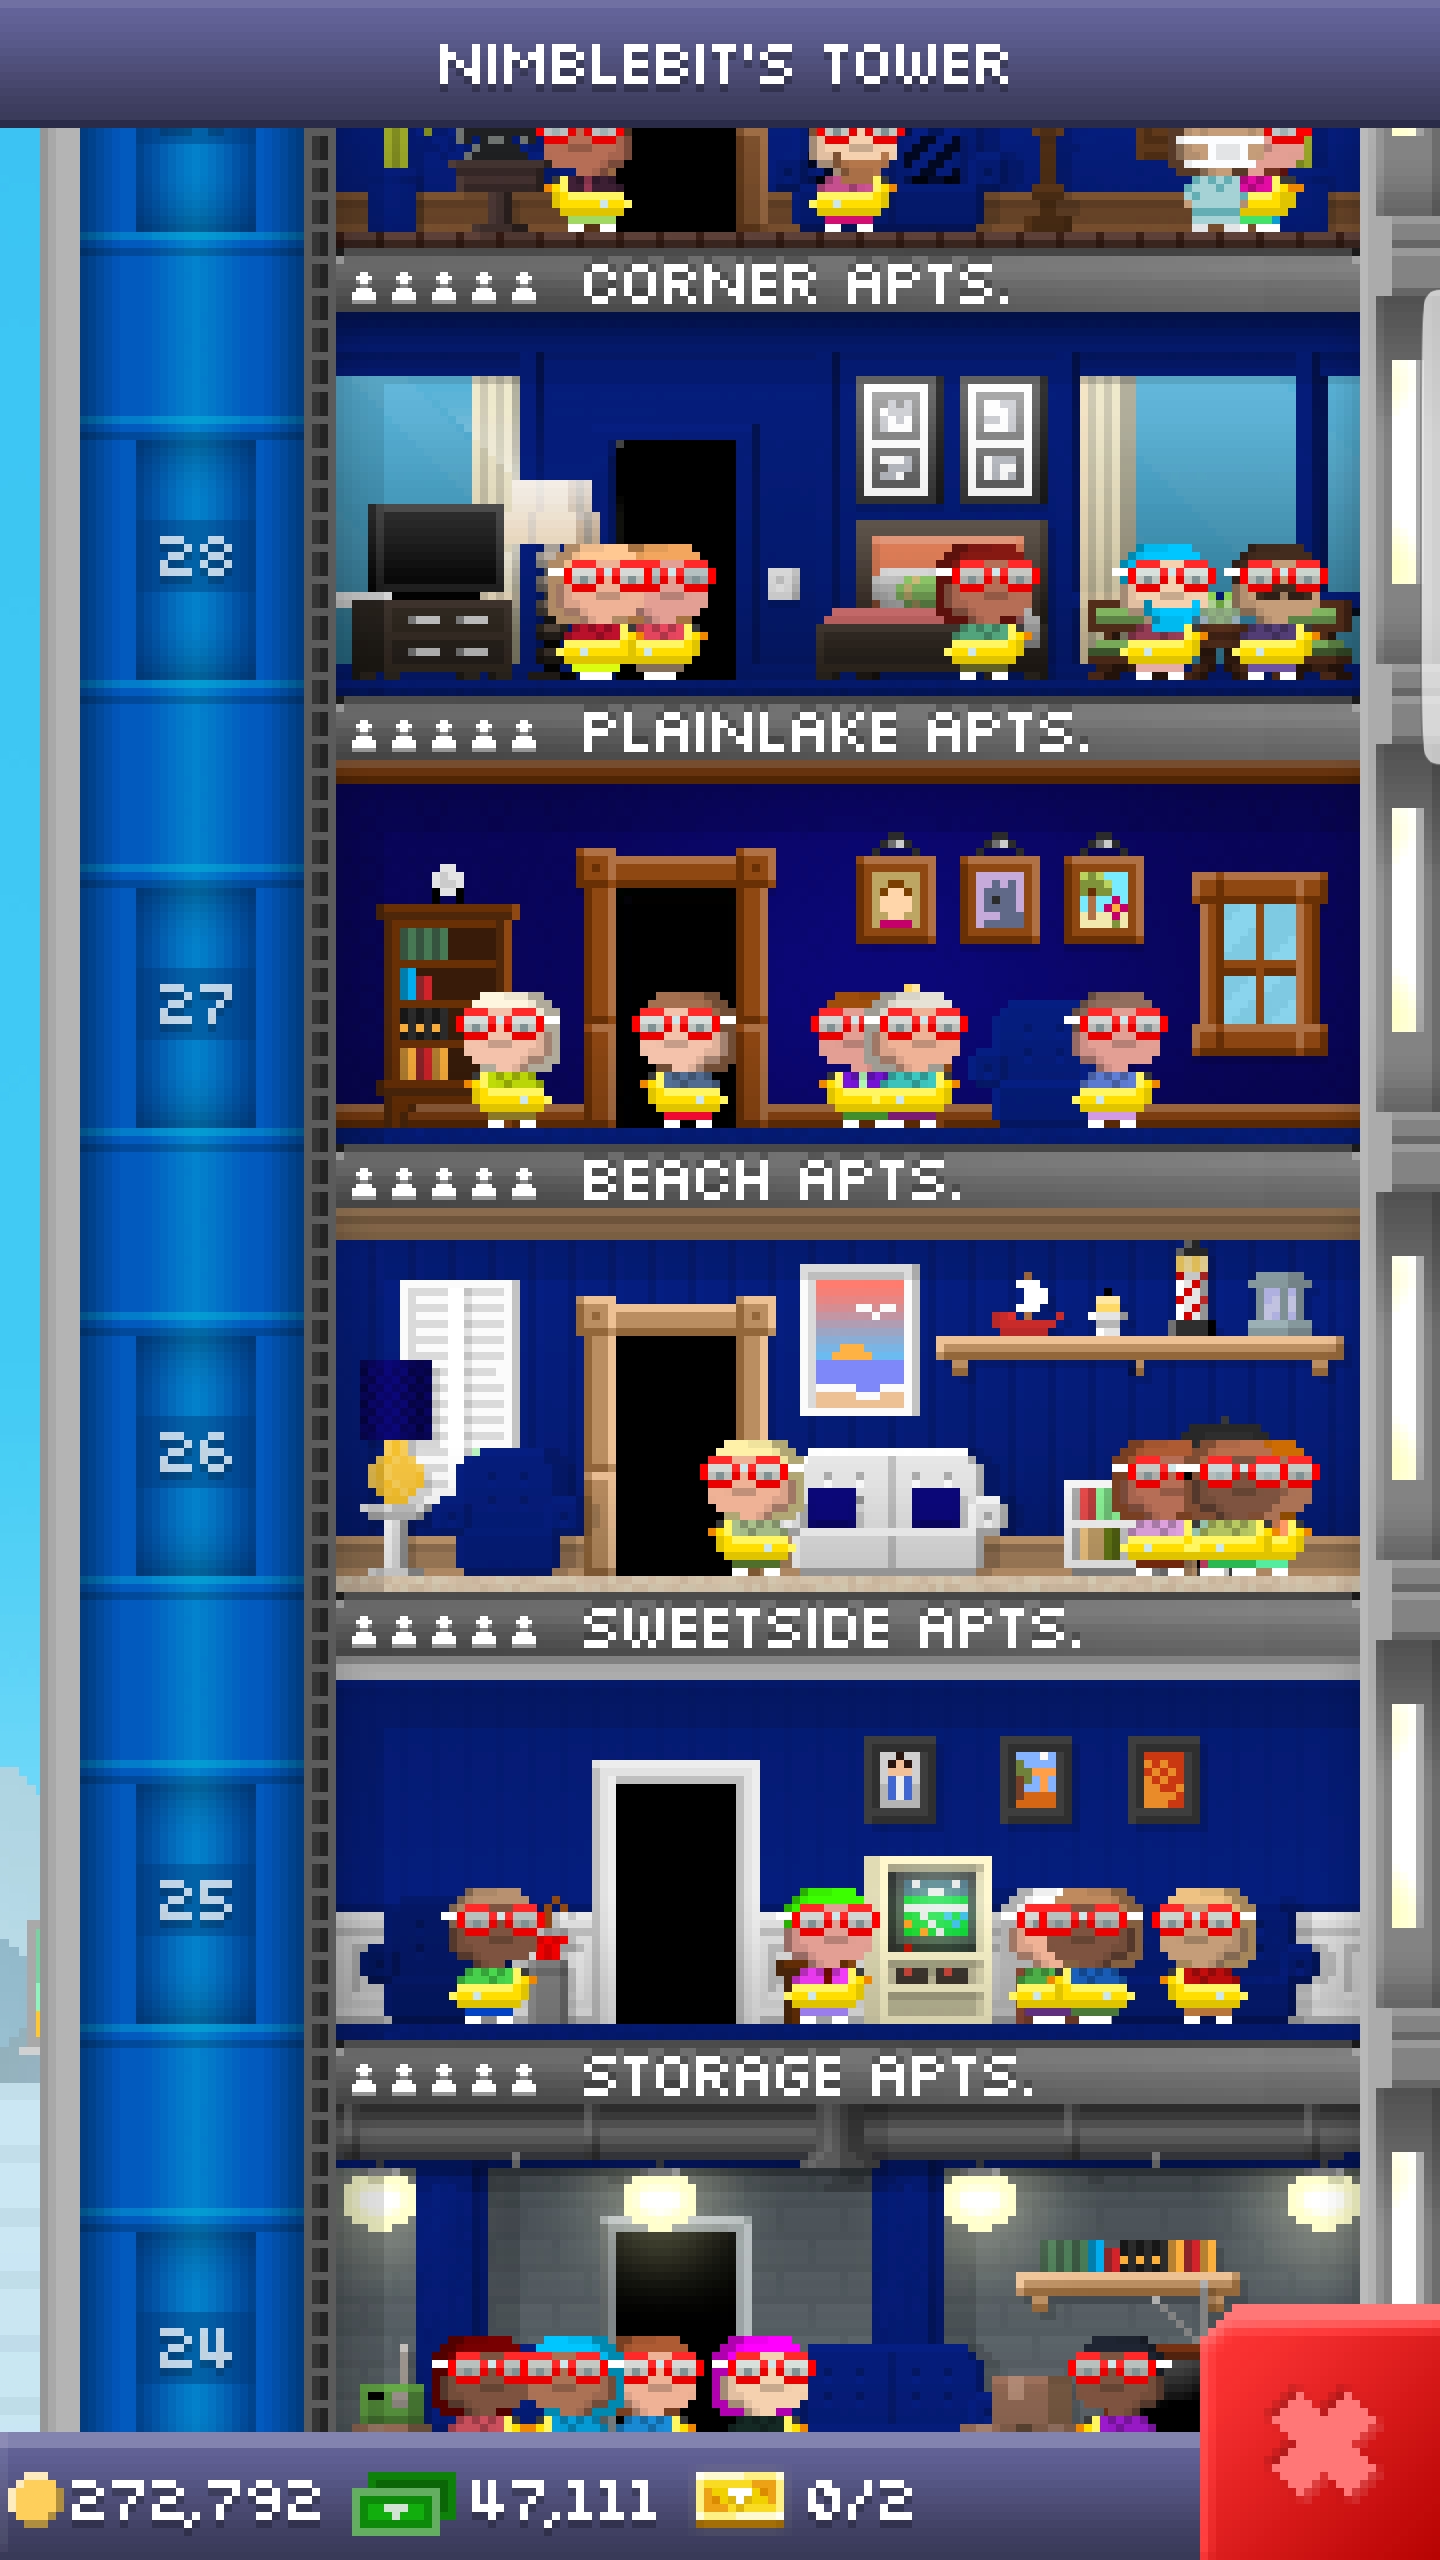 NIMBLEBIT'S TOWER
CORNER APTS.
28
PLAINLAKE APTS.
27
BEACH APTS.
26
SWEETSIDE APTS.
25
STORAGE APTS.
24
272,792 47,111 0/2